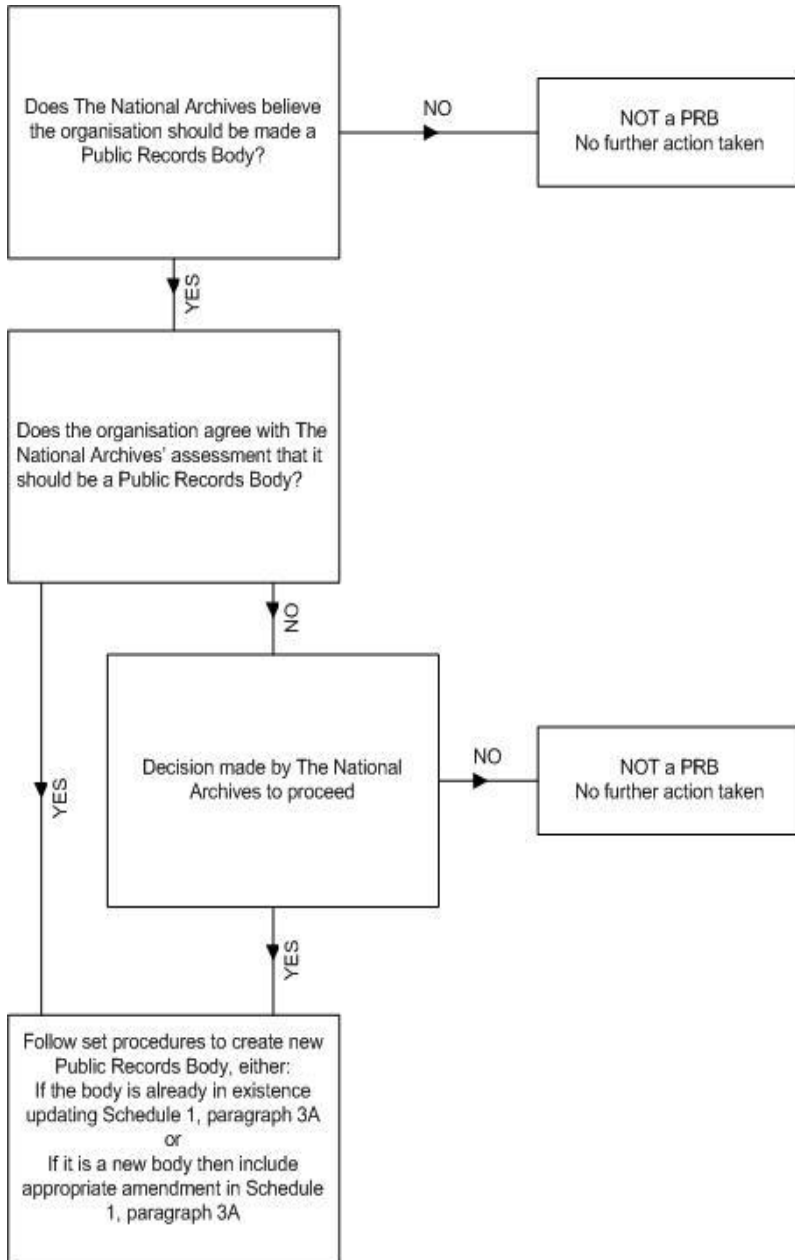 Does The National Archives believe
the organisation should be made a
Public Records Body?
NO
NOT a PRB
No further action taken
YES
Does the organisation agree with The
National Archives' assessment that it
should be a Public Records Body?
NO
YES
Decision made by The National
Archives to proceed
NO
NOT a PRB
No further action taken
YES
Follow set procedures to create new
Public Records Body, either:
If the body is already in existence
updating Schedule 1, paragraph 3A
or
If it is a new body then include
appropriate amendment in Schedule
1, paragraph 3A